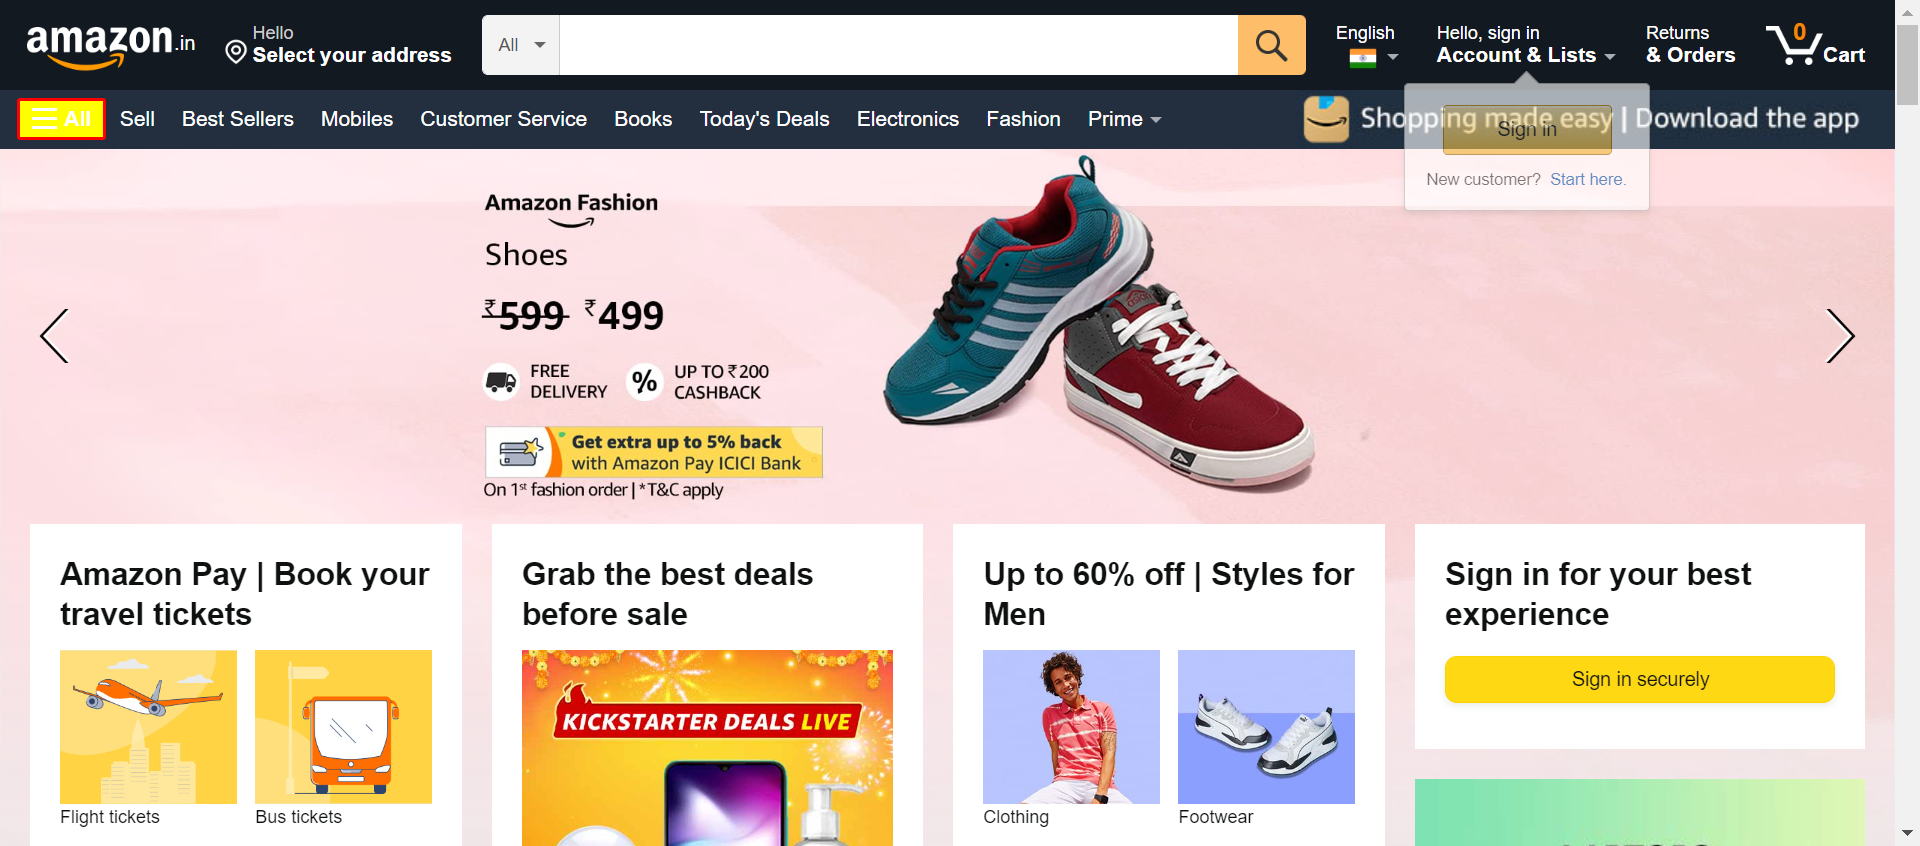 amazon.in
Hello
Select your address
All
English
Hello, sign in
Account & Lists
Returns
& Orders
0
Cart
All
Sell
Best Sellers
Mobiles
Customer Service
Books
Today's Deals
Electronics
Fashion
Prime
Shopping made easy | Download the app
Sign in
New customer? Start here.
Amazon Fashion
Shoes
₹599 ₹499
FREE
DELIVERY
%
UP TO ₹200
CASHBACK
Get extra up to 5% back
with Amazon Pay ICICI Bank
On 1st fashion order | *T&C apply
Amazon Pay | Book your
travel tickets
Flight tickets
Bus tickets
Grab the best deals
before sale
KICKSTARTER DEALS LIVE
Up to 60% off | Styles for
Men
Clothing
Footwear
Sign in for your best
experience
Sign in securely